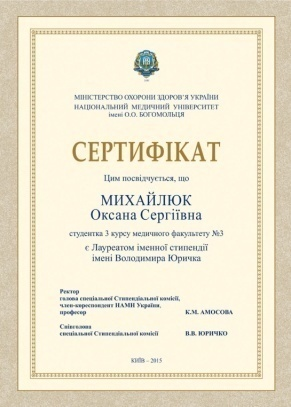 МІНІСТЕРСТВО ОХОРОНИ ЗДОРОВ'Я УКРАЇНИ
НАЦІОНАЛЬНИЙ МЕДИЧНИЙ УНІВЕРСИТЕТ
імені О.О. БОГОМОЛЬЦЯ
СЕРТИФІКАТ
Цим посвідчується, що
МИХАЙЛЮК
Оксана Сергіївна
студентка 3 курсу медичного факультету №3
є Лауреатом іменної стипендії
імені Володимира Юричка
Ректор
голова спеціальної Стипендіальної комісії,
член-кореспондент НАМН України,
професор К.М. АМОСОВА
Співголова
спеціальної Стипендіальної комісії В.В. ЮРИЧКО
КИЇВ – 2015